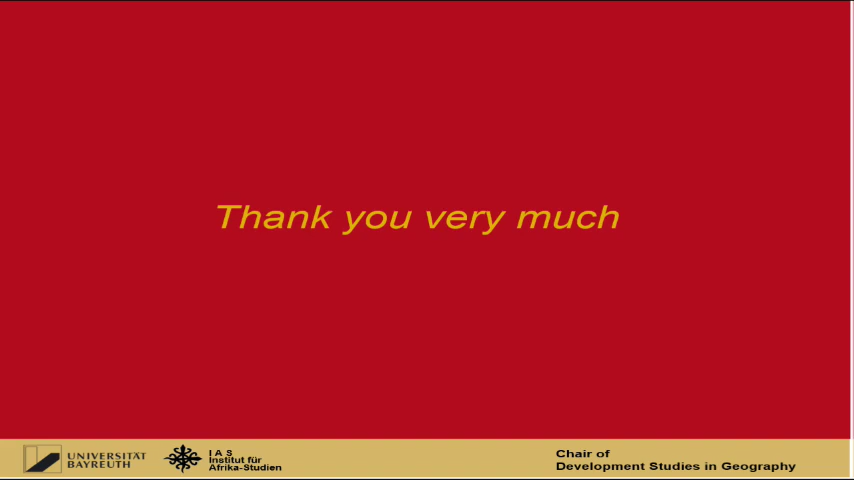 Thank you very much
UNIVERSITÄT
BAYREUTH
I A S
Institut für
Afrika-Studien
Chair of
Development Studies in Geography